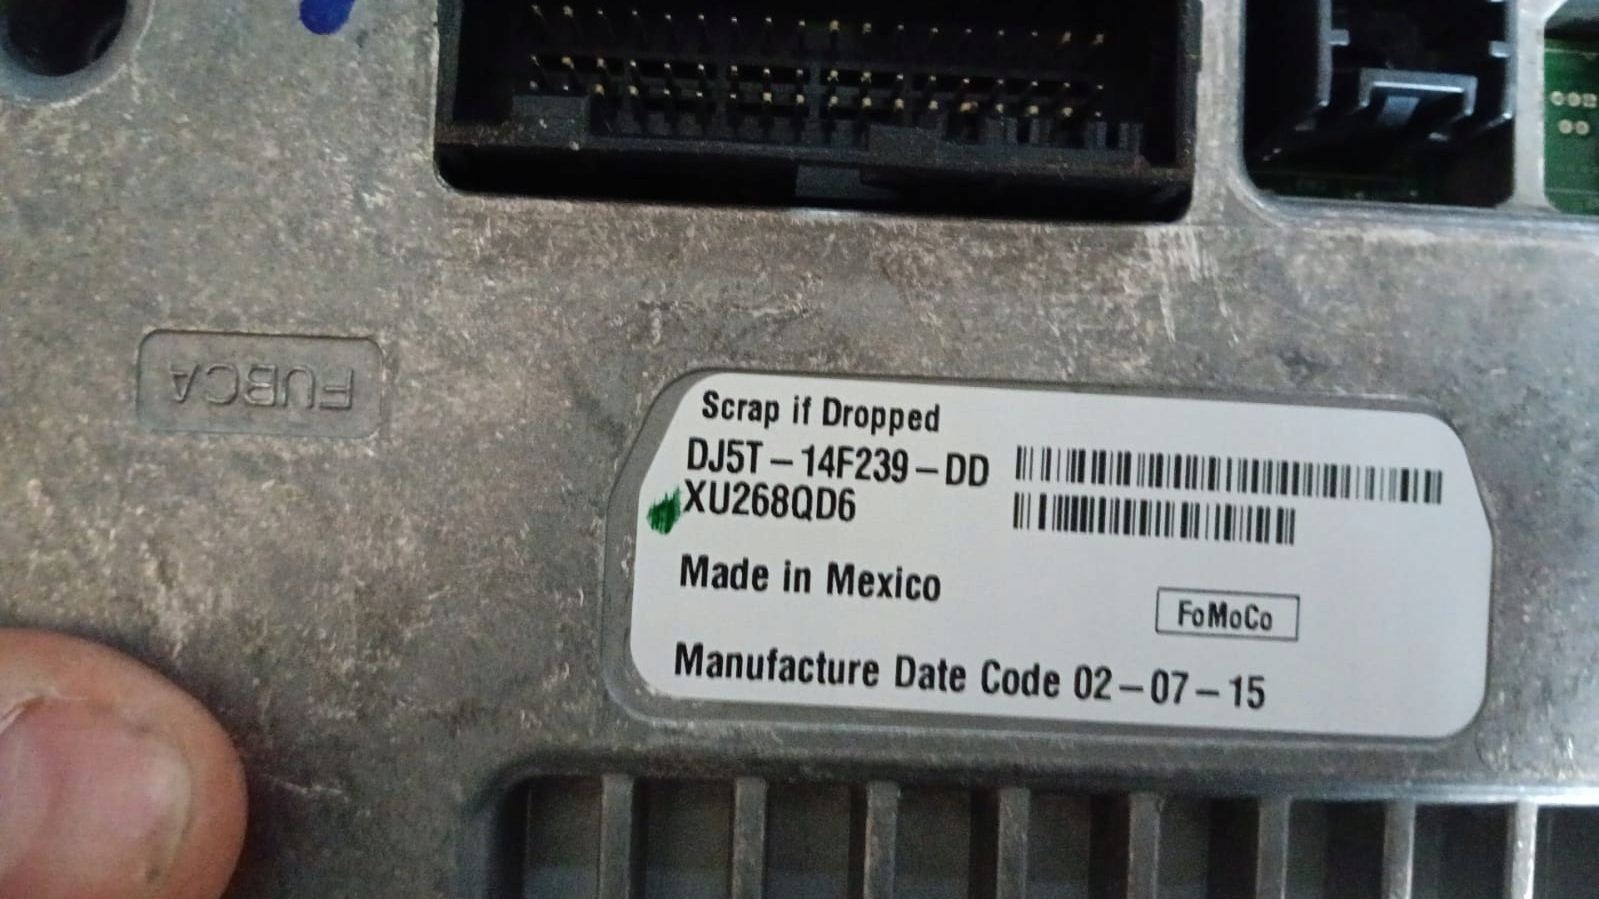 FUBCA
Scrap if Dropped
DJ5T-14F239-DD
XU268QD6
Made in Mexico
FoMoCo
Manufacture Date Code 02-07-15